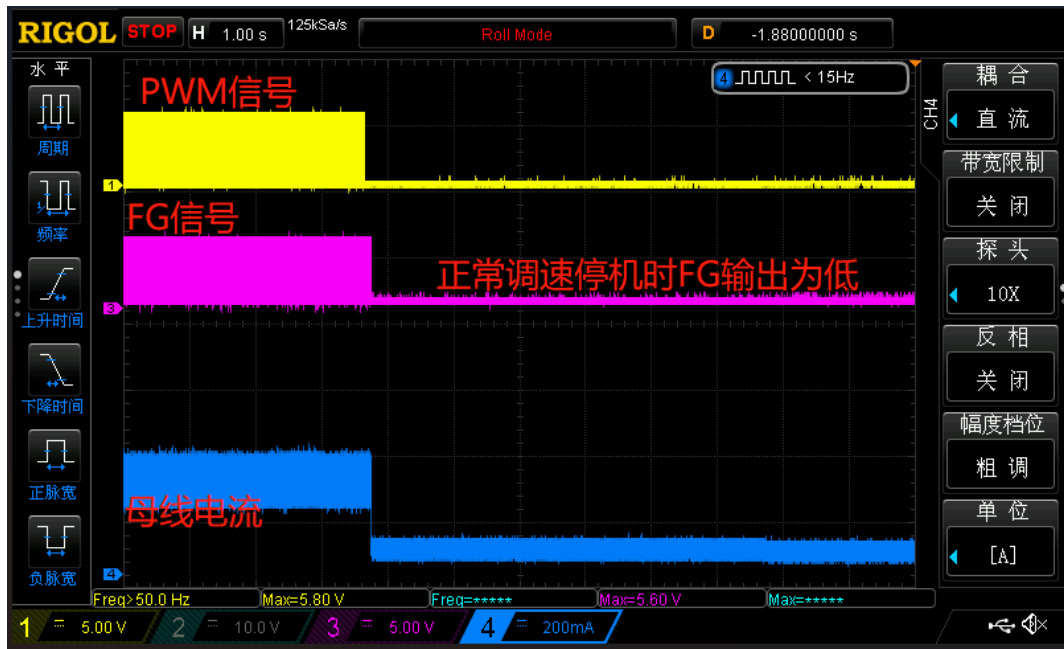 RIGOL STOP H 1.00 s 125kSa/s Roll Mode D -1.88000000 s
水 平
周期
频率
上升时间
下降时间
正脉宽
负脉宽
4 < 15Hz
PWM信号
1
FG信号
正常调速停机时FG输出为低
3
母线电流
4
CH4
耦 合
直 流
带宽限制
关 闭
探 头
10X
反 相
关 闭
幅度档位
粗 调
单 位
[A]
Freq>50.0 Hz Max=5.80 V Freq=***** Max=5.60 V Max=*****
1 5.00 V 2 10.0 V 3 5.00 V 4 200mA